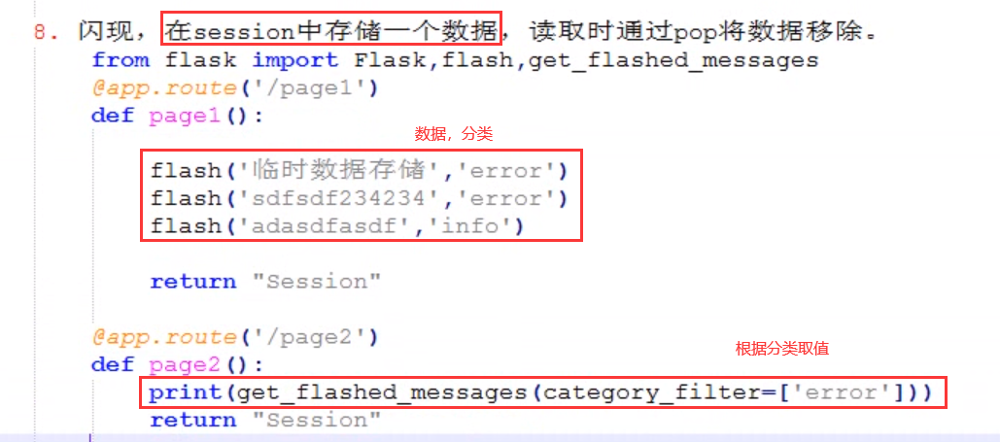 8. 闪现，在session中存储一个数据，读取时通过pop将数据移除。
from flask import Flask,flash,get_flashed_messages
@app.route('/page1')
def page1():
数据，分类
flash('临时数据存储','error')
flash('sdfsdf234234','error')
flash('adasdfasdf','info')
return "Session"
@app.route('/page2')
根据分类取值
def page2():
print(get_flashed_messages(category_filter=['error']))
return "Session"